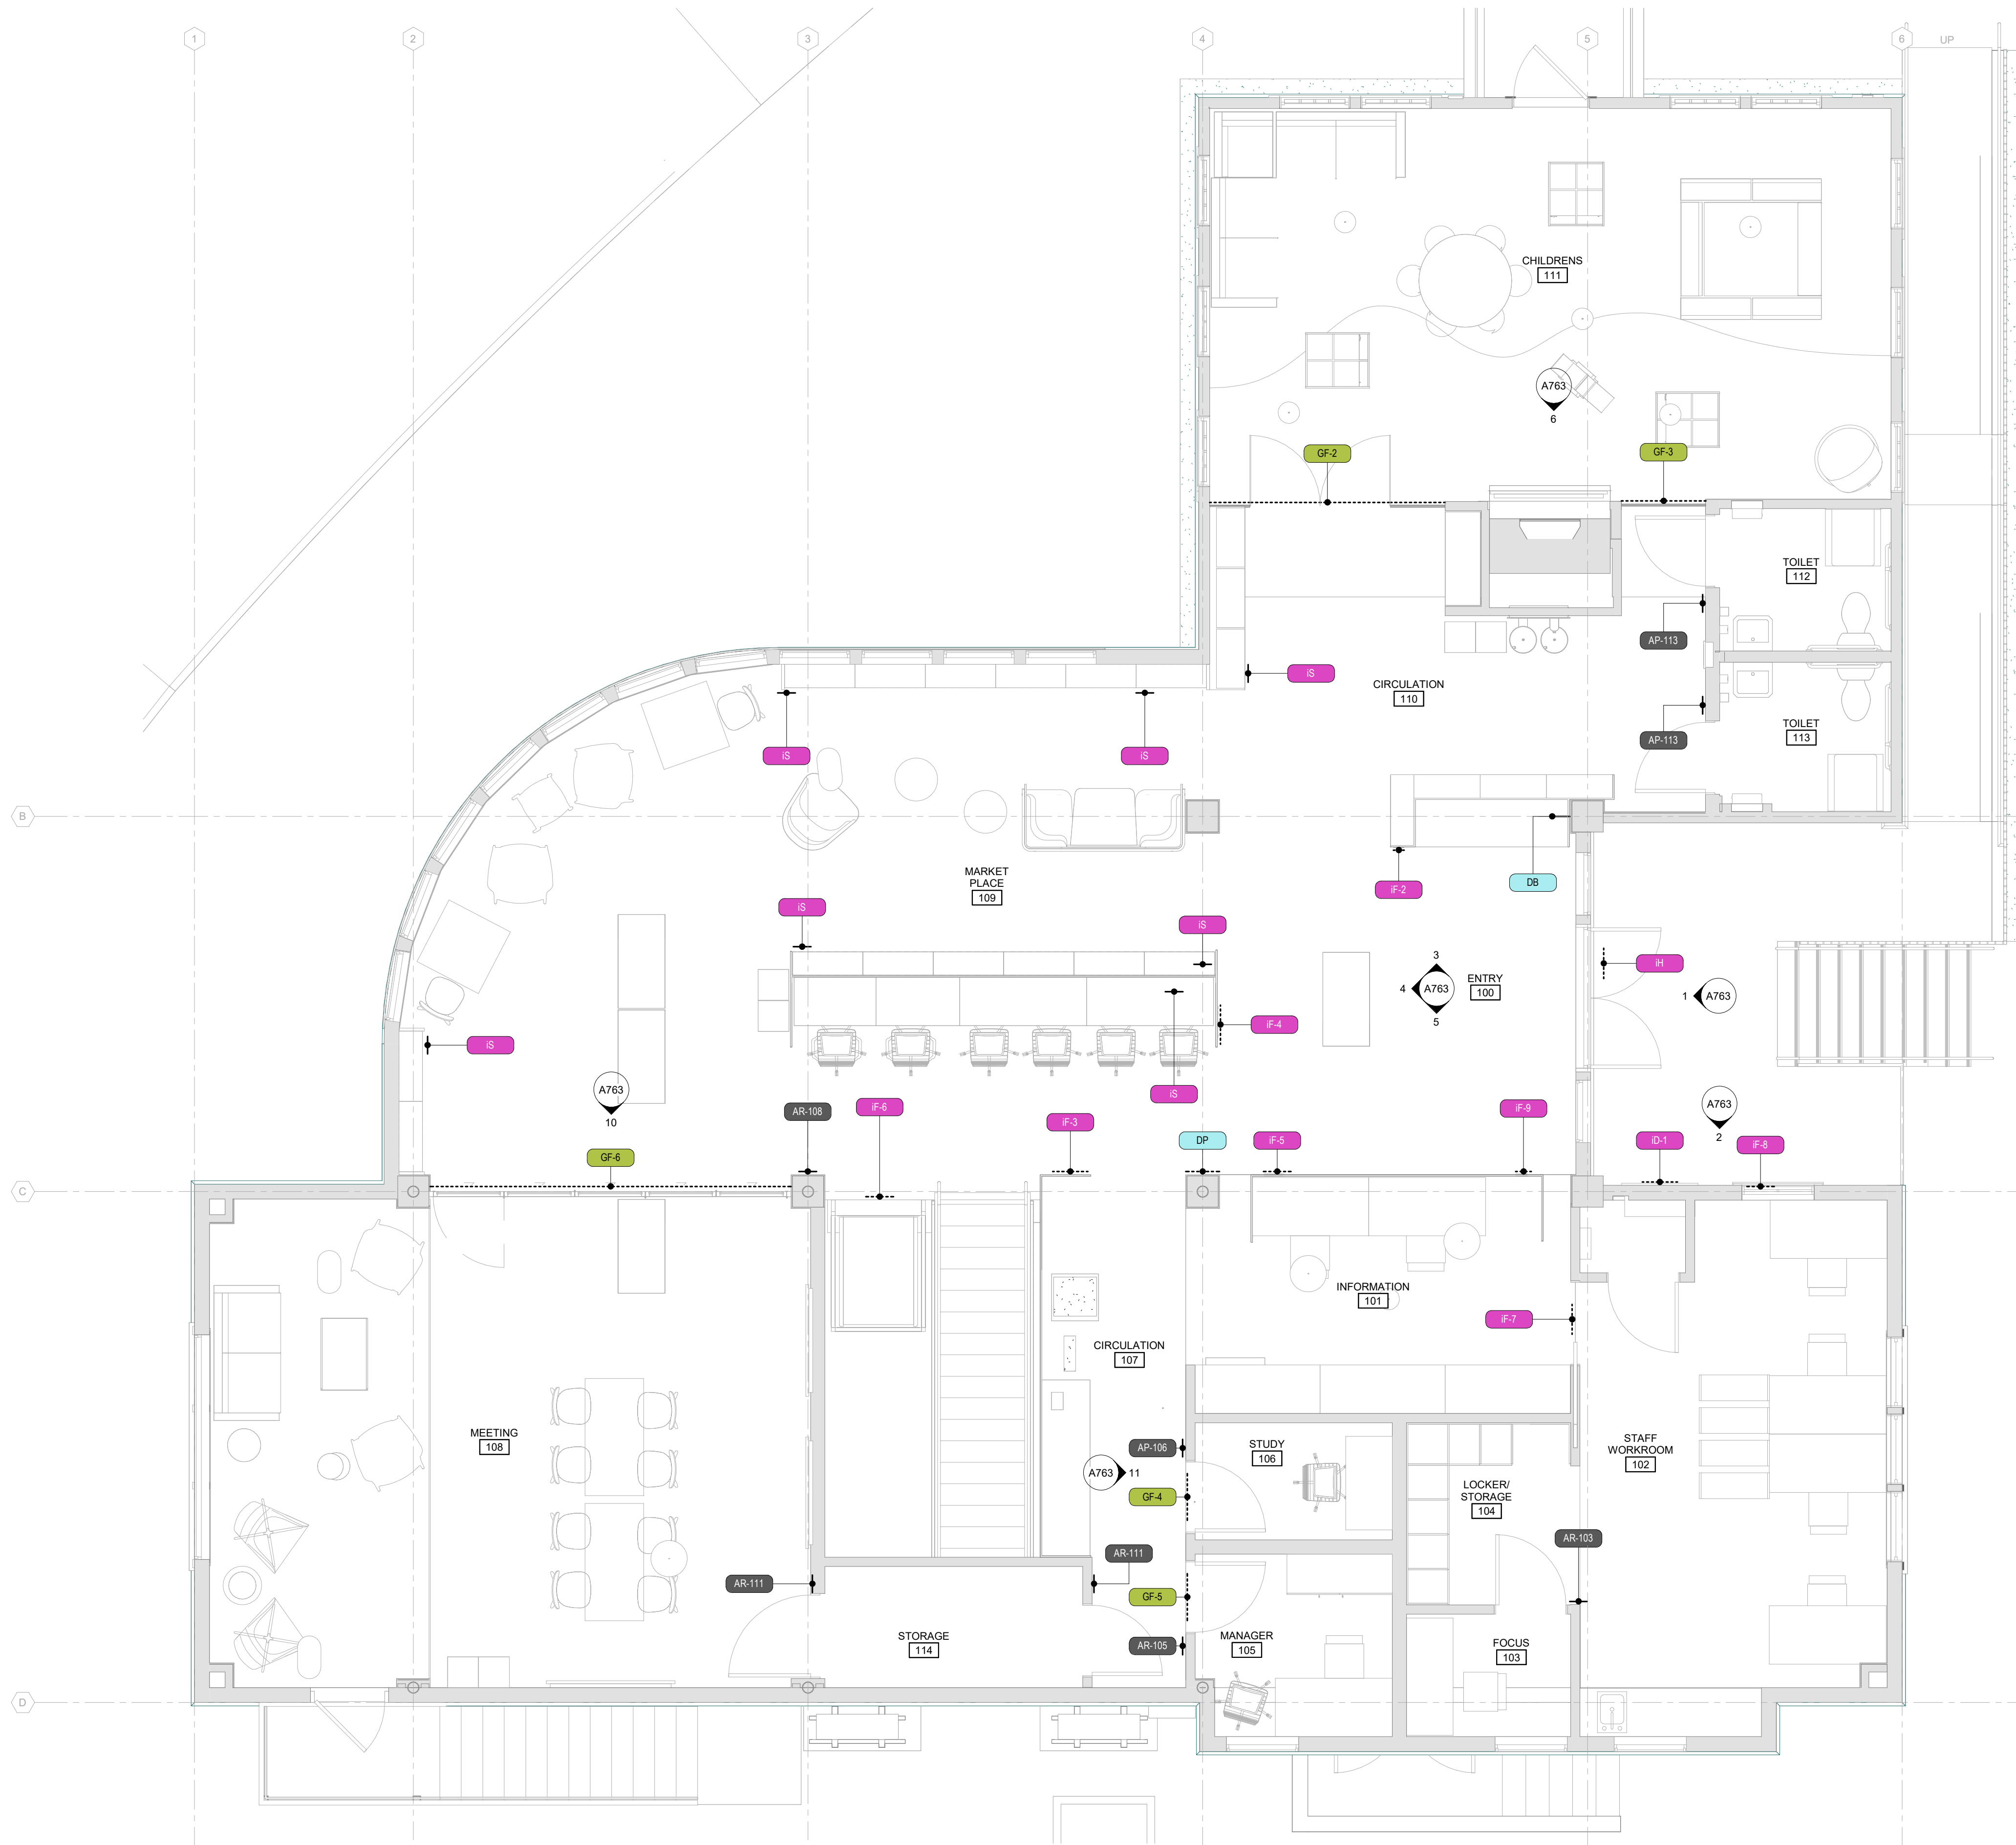 1
2
3
4
5
6
UP
CHILDRENS
111
A763
6
GF-2
GF-3
TOILET
112
AP-113
iS
CIRCULATION
110
TOILET
113
AP-113
iS
iS
B
MARKET
PLACE
109
iF-2
DB
iS
iS
3
4
A763
5
ENTRY
100
iH
1
A763
iF-4
iS
A763
10
iS
AR-108
iF-6
iF-3
DP
iF-5
iF-9
A763
2
iD-1
iF-8
GF-6
C
INFORMATION
101
iF-7
CIRCULATION
107
MEETING
108
AP-106
STUDY
106
STAFF
WORKROOM
102
A763
11
GF-4
LOCKER/
STORAGE
104
AR-103
AR-111
AR-111
GF-5
STORAGE
114
AR-105
MANAGER
105
FOCUS
103
D